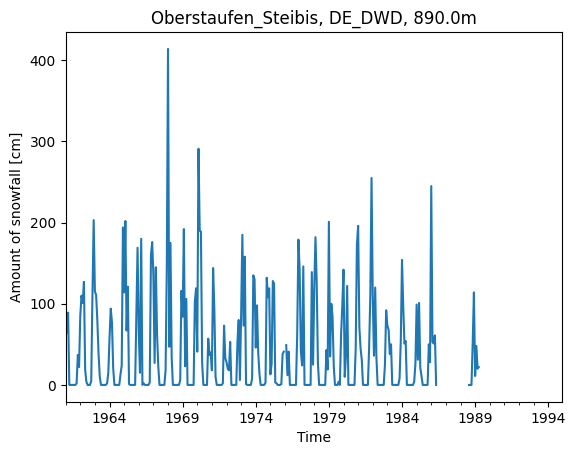 Oberstaufen_Steibis, DE_DWD, 890.0m
Amount of snowfall [cm]
400
300
200
100
0
1964 1969 1974 1979 1984 1989 1994
Time